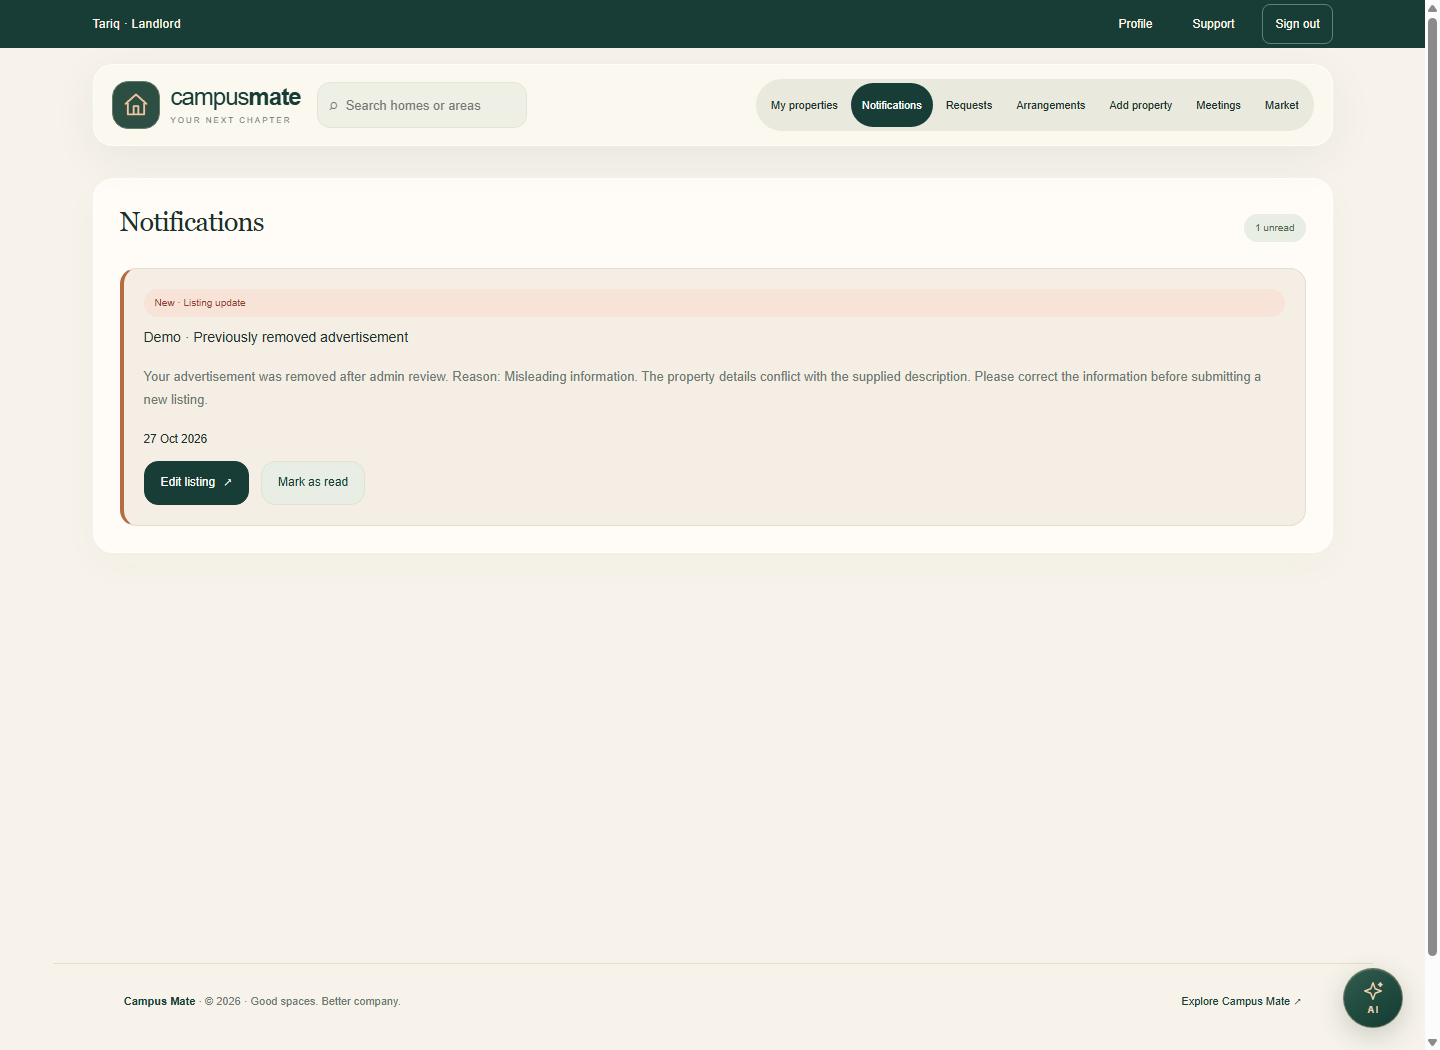 Tariq · Landlord
Profile
Support
Sign out
campusmate
YOUR NEXT CHAPTER
Search homes or areas
My properties
Notifications
Requests
Arrangements
Add property
Meetings
Market
Notifications
1 unread
New · Listing update
Demo · Previously removed advertisement
Your advertisement was removed after admin review. Reason: Misleading information. The property details conflict with the supplied description. Please correct the information before submitting a
new listing.
27 Oct 2026
Edit listing ↗
Mark as read
Campus Mate · © 2026 · Good spaces. Better company.
Explore Campus Mate ↗
AI